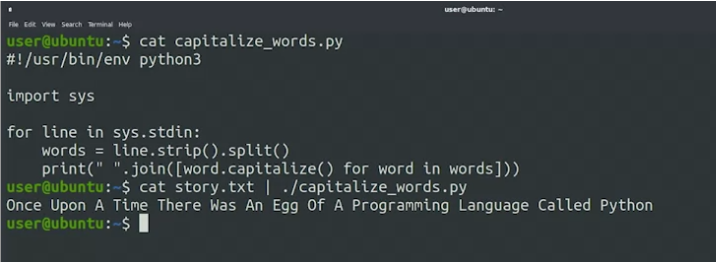 user@ubuntu: ~
File Edit View Search Terminal Help
user@ubuntu:~$ cat capitalize_words.py
#!/usr/bin/env python3
import sys
for line in sys.stdin:
    words = line.strip().split()
    print(" ".join([word.capitalize() for word in words]))
user@ubuntu:~$ cat story.txt | ./capitalize_words.py
Once Upon A Time There Was An Egg Of A Programming Language Called Python
user@ubuntu:~$